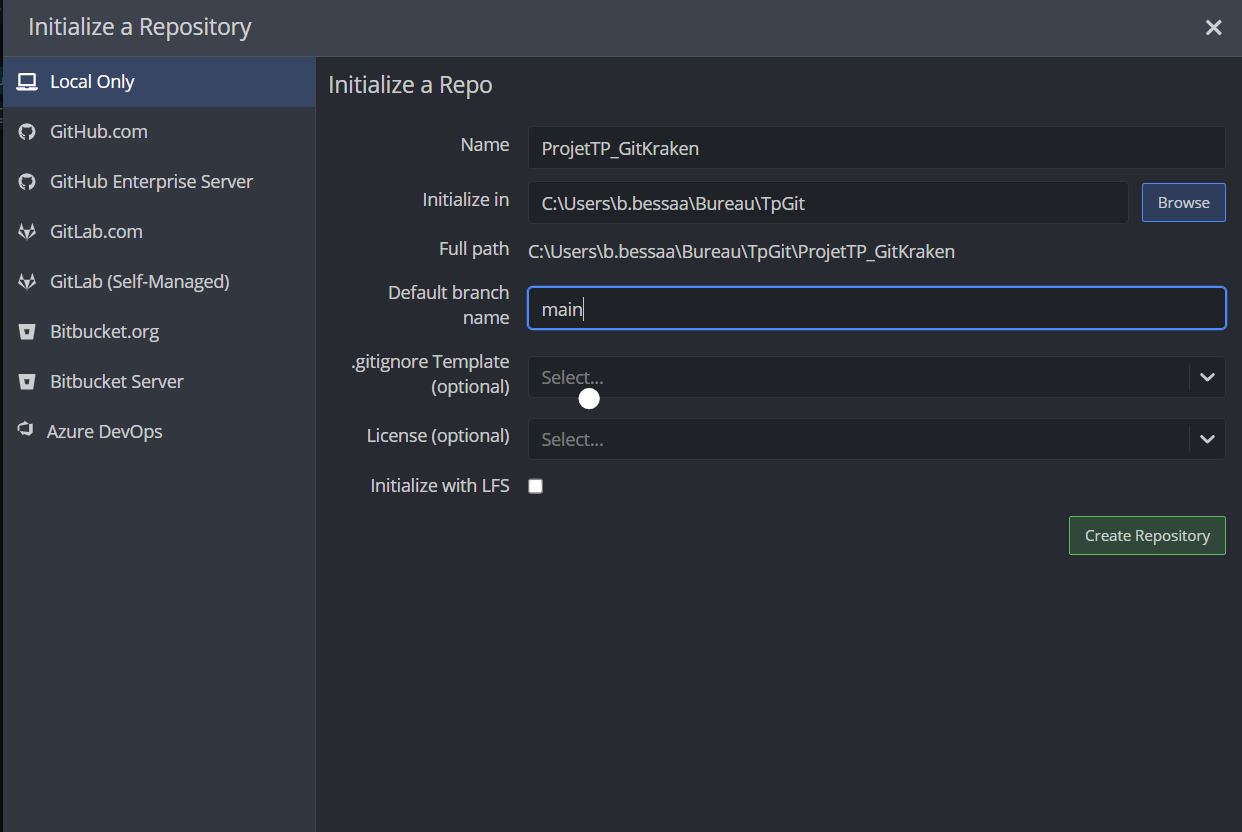 Initialize a Repository
Local Only
GitHub.com
GitHub Enterprise Server
GitLab.com
GitLab (Self-Managed)
Bitbucket.org
Bitbucket Server
Azure DevOps
Initialize a Repo
Name
ProjetTP_GitKraken
Initialize in
C:\Users\b.bessaa\Bureau\TpGit
Browse
Full path
C:\Users\b.bessaa\Bureau\TpGit\ProjetTP_GitKraken
Default branch
name
main
.gitignore Template
(optional)
Select...
License (optional)
Select...
Initialize with LFS
Create Repository